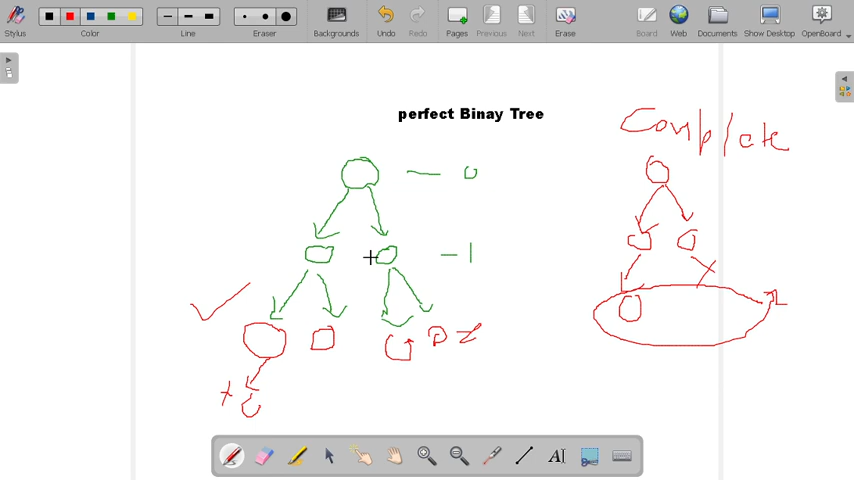 Stylus Color Line Eraser Backgrounds Undo Redo Pages Previous Next Erase Board Web Documents Show Desktop OpenBoard
perfect Binay Tree
Complete
0
-1
2
2